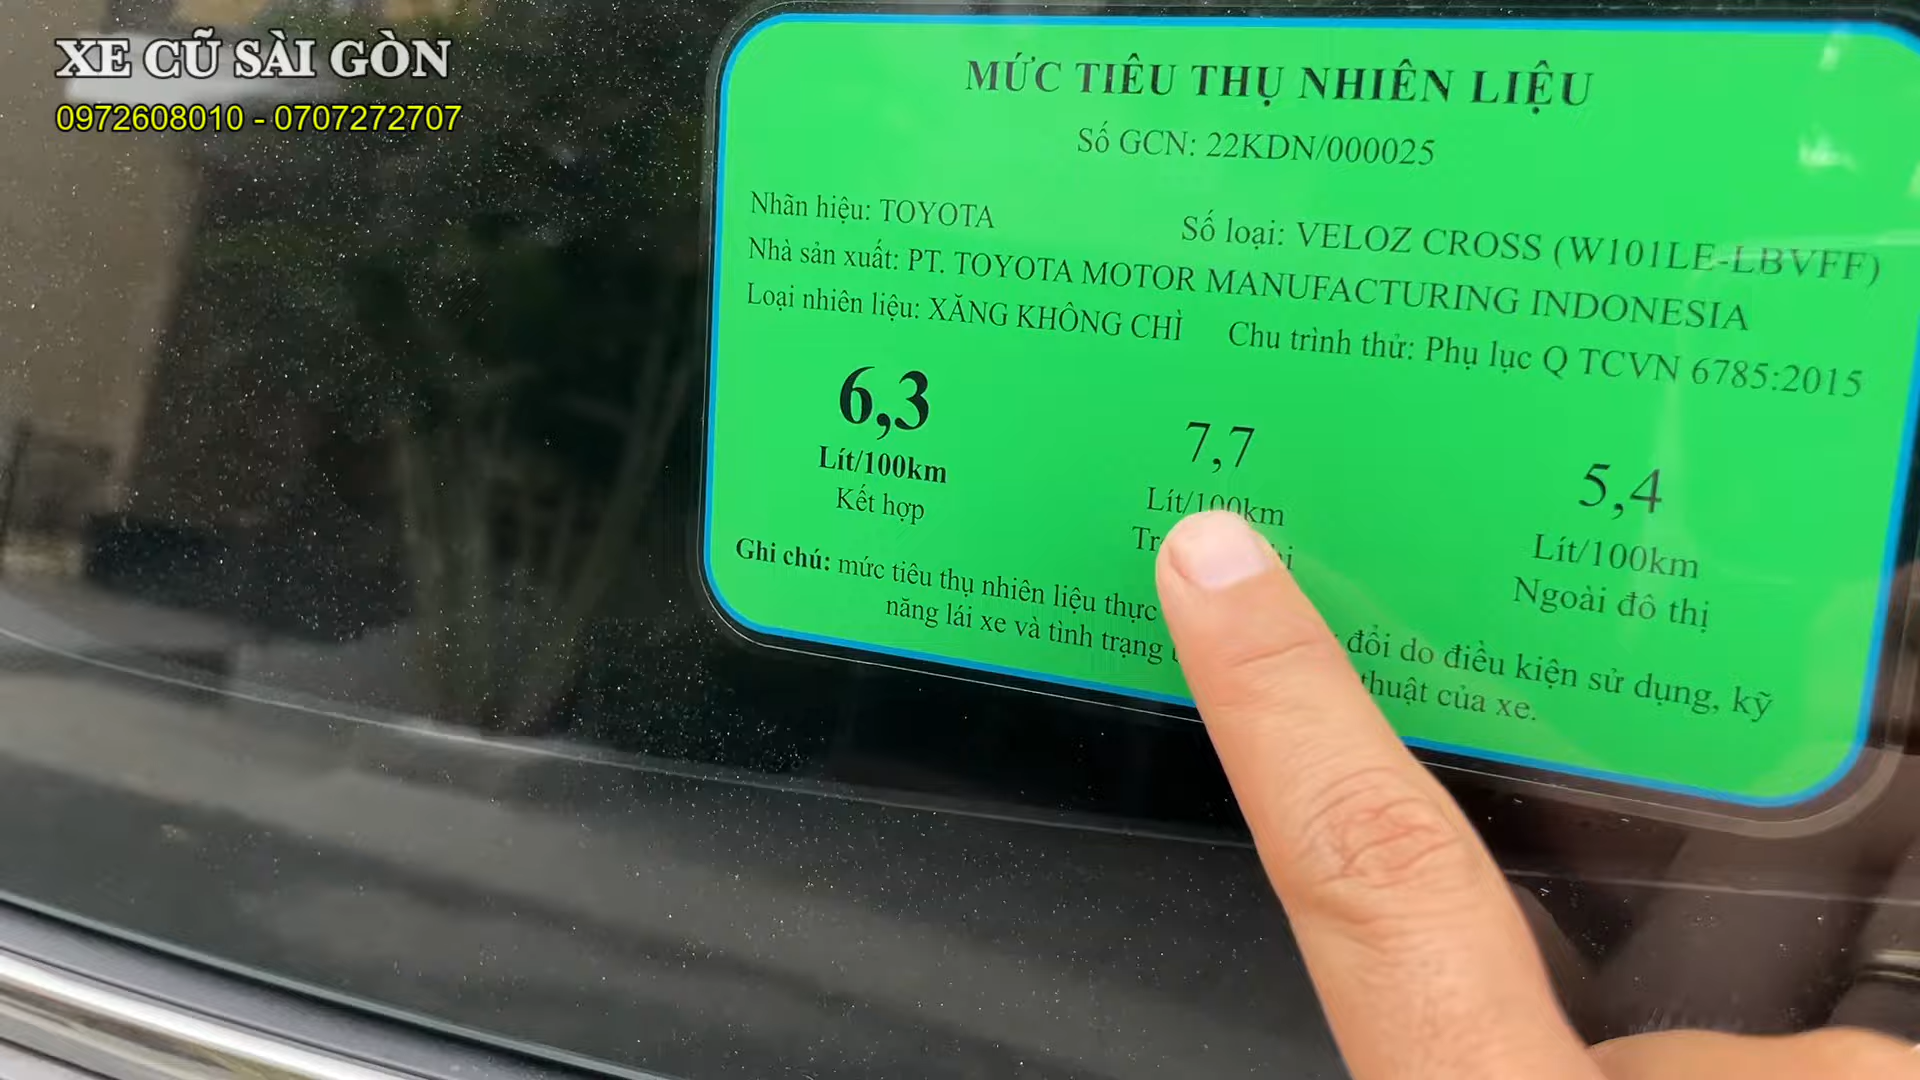 XE CŨ SÀI GÒN
0972608010 - 0707272707
MỨC TIÊU THỤ NHIÊN LIỆU
Số GCN: 22KDN/000025
Nhãn hiệu: TOYOTA
Số loại: VELOZ CROSS (W101LE-LBVFF)
Nhà sản xuất: PT. TOYOTA MOTOR MANUFACTURING INDONESIA
Loại nhiên liệu: XĂNG KHÔNG CHÌ
Chu trình thử: Phụ lục Q TCVN 6785:2015
6,3
Lít/100km
Kết hợp
7,7
Lít/100km
5,4
Lít/100km
Ngoài đô thị
Ghi chú: mức tiêu thụ nhiên liệu thực đổi do điều kiện sử dụng, kỹ
năng lái xe và tình trạng thuật của xe.